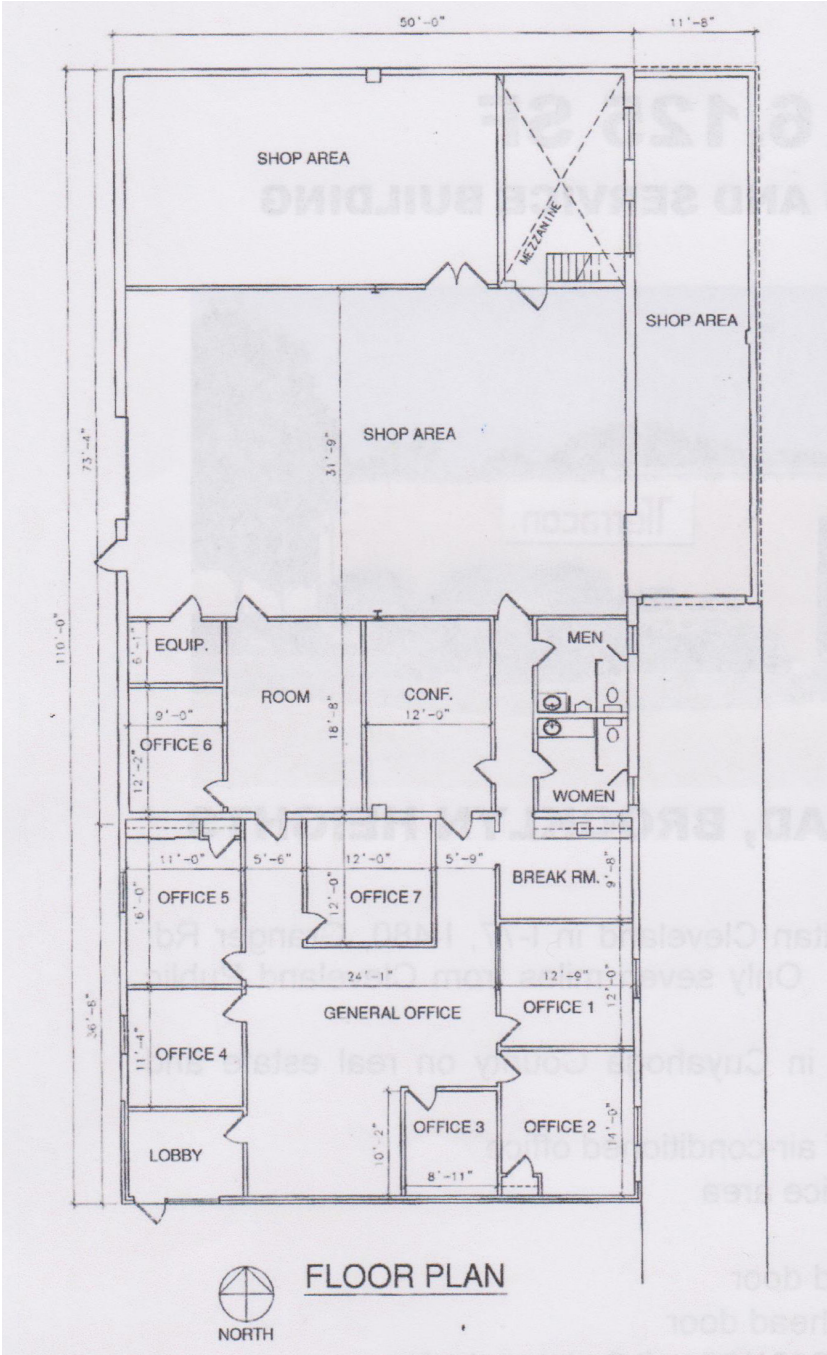 50'-0"
11'-8"
6,125 SF
SHOP AREA
AND SERVICE BUILDING
MEZZANINE
SHOP AREA
SHOP AREA
73'-4"
31'-9"
Terracon
110'-0"
EQUIP.
6'-1"
MEN
ROOM
CONF.
9'-0"
12'-0"
18'-8"
OFFICE 6
12'-2"
WOMEN
AD, BROOKLYN HEIGHTS
11'-0"
5'-6"
12'-0"
5'-9"
9'-8"
BREAK RM.
OFFICE 5
OFFICE 7
12'-0"
tan Cleveland in I-77, I-480, Granger Rd-
Only seven miles from Cleveland Public
24'-1"
12'-9"
12'-0"
OFFICE 1
GENERAL OFFICE
36'-8"
OFFICE 4
11'-4"
in Cuyahoga County on real estate and
OFFICE 3
OFFICE 2
14'-0"
10'-2"
LOBBY
air-conditioned office
8'-11"
ice area
d door
FLOOR PLAN
head door
NORTH